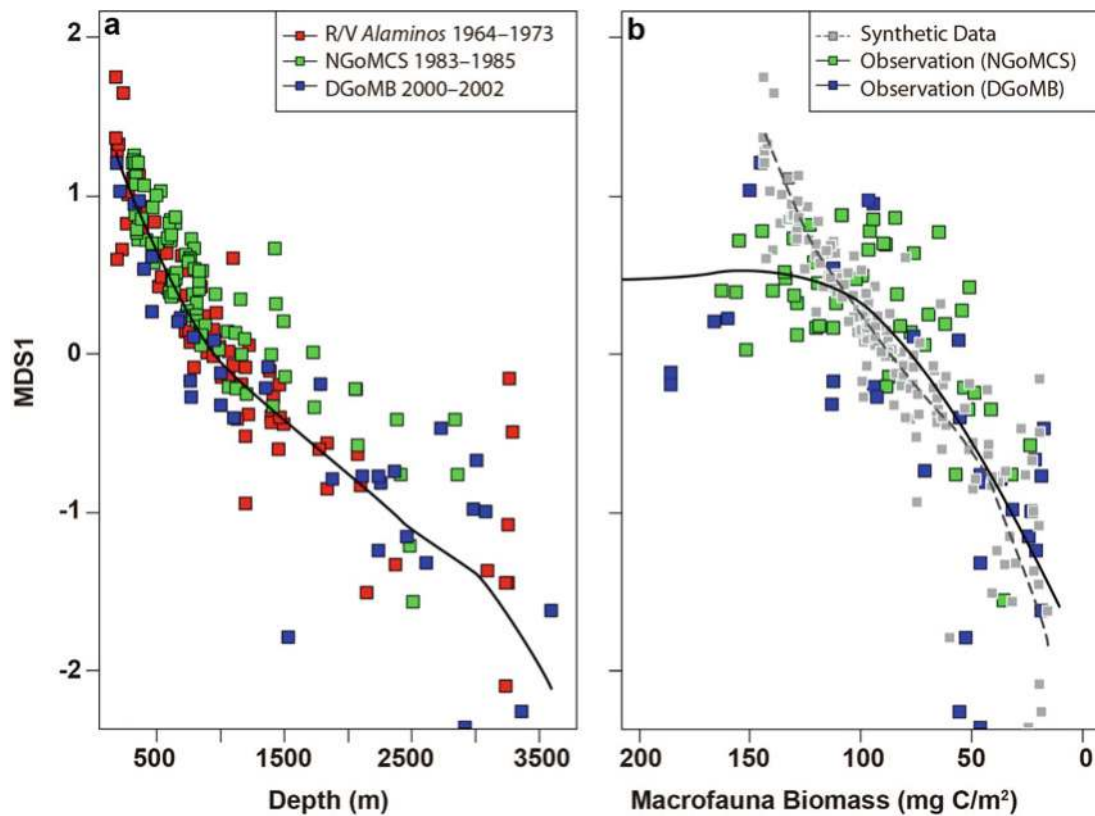 a
R/V Alaminos 1964–1973
NGoMCS 1983–1985
DGoMB 2000–2002
b
Synthetic Data
Observation (NGoMCS)
Observation (DGoMB)
MDS1
2
1
0
-1
-2
500 1500 2500 3500
Depth (m)
200 150 100 50 0
Macrofauna Biomass (mg C/m²)